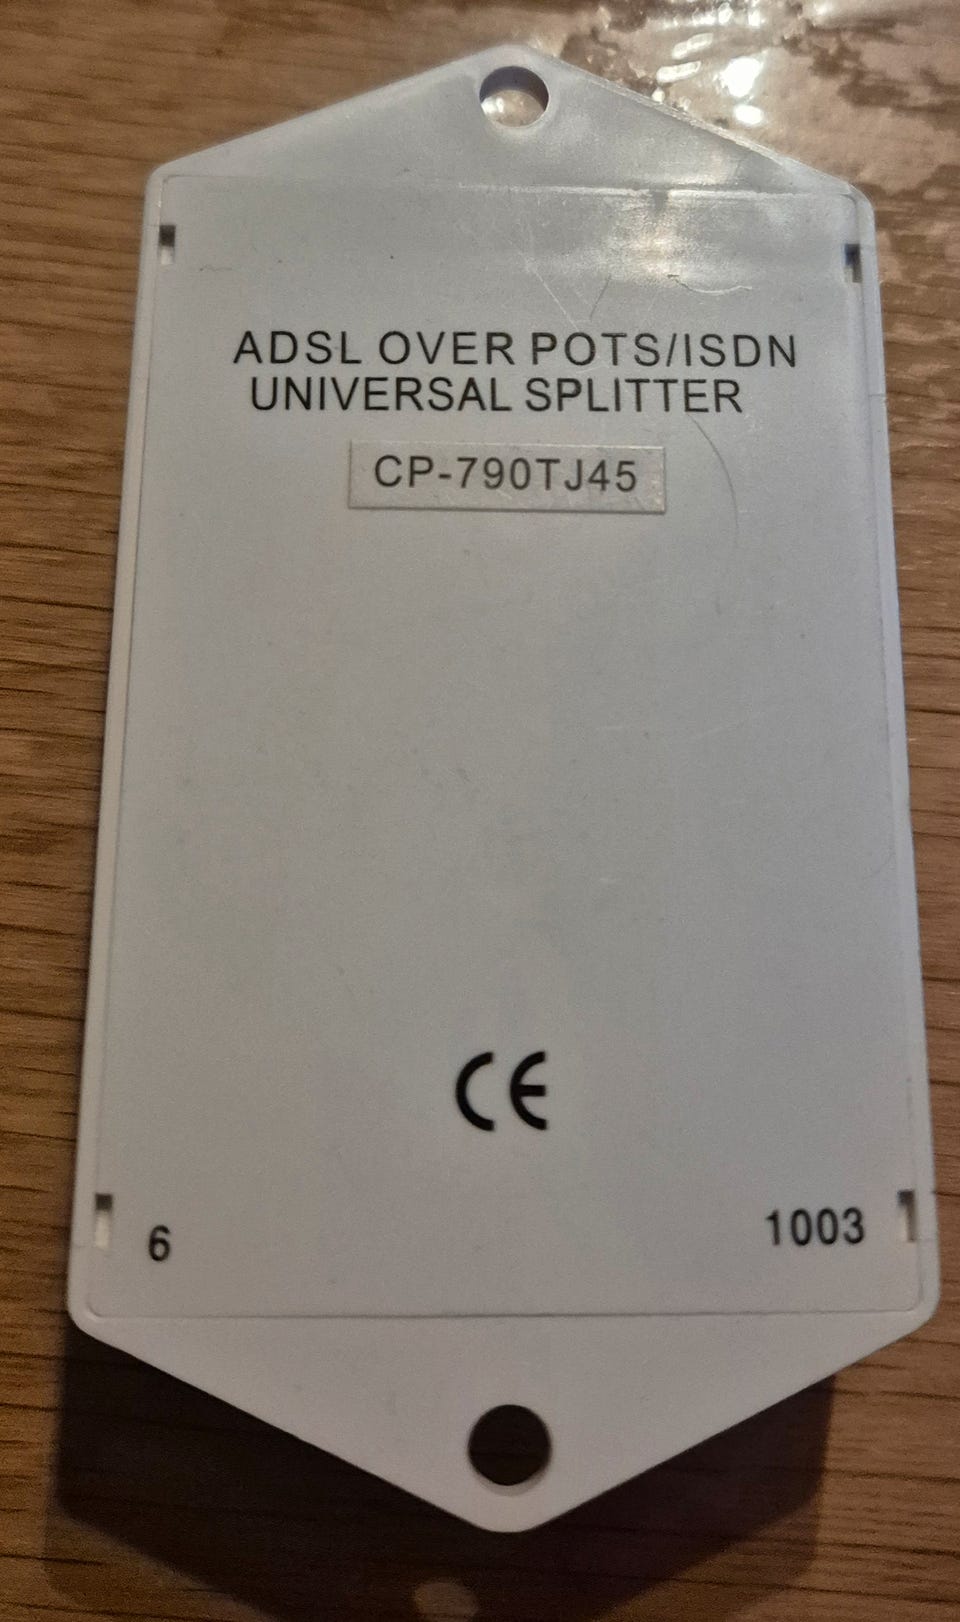 ADSL OVER POTS/ISDN
UNIVERSAL SPLITTER
CP-790TJ45
CE
6 1003